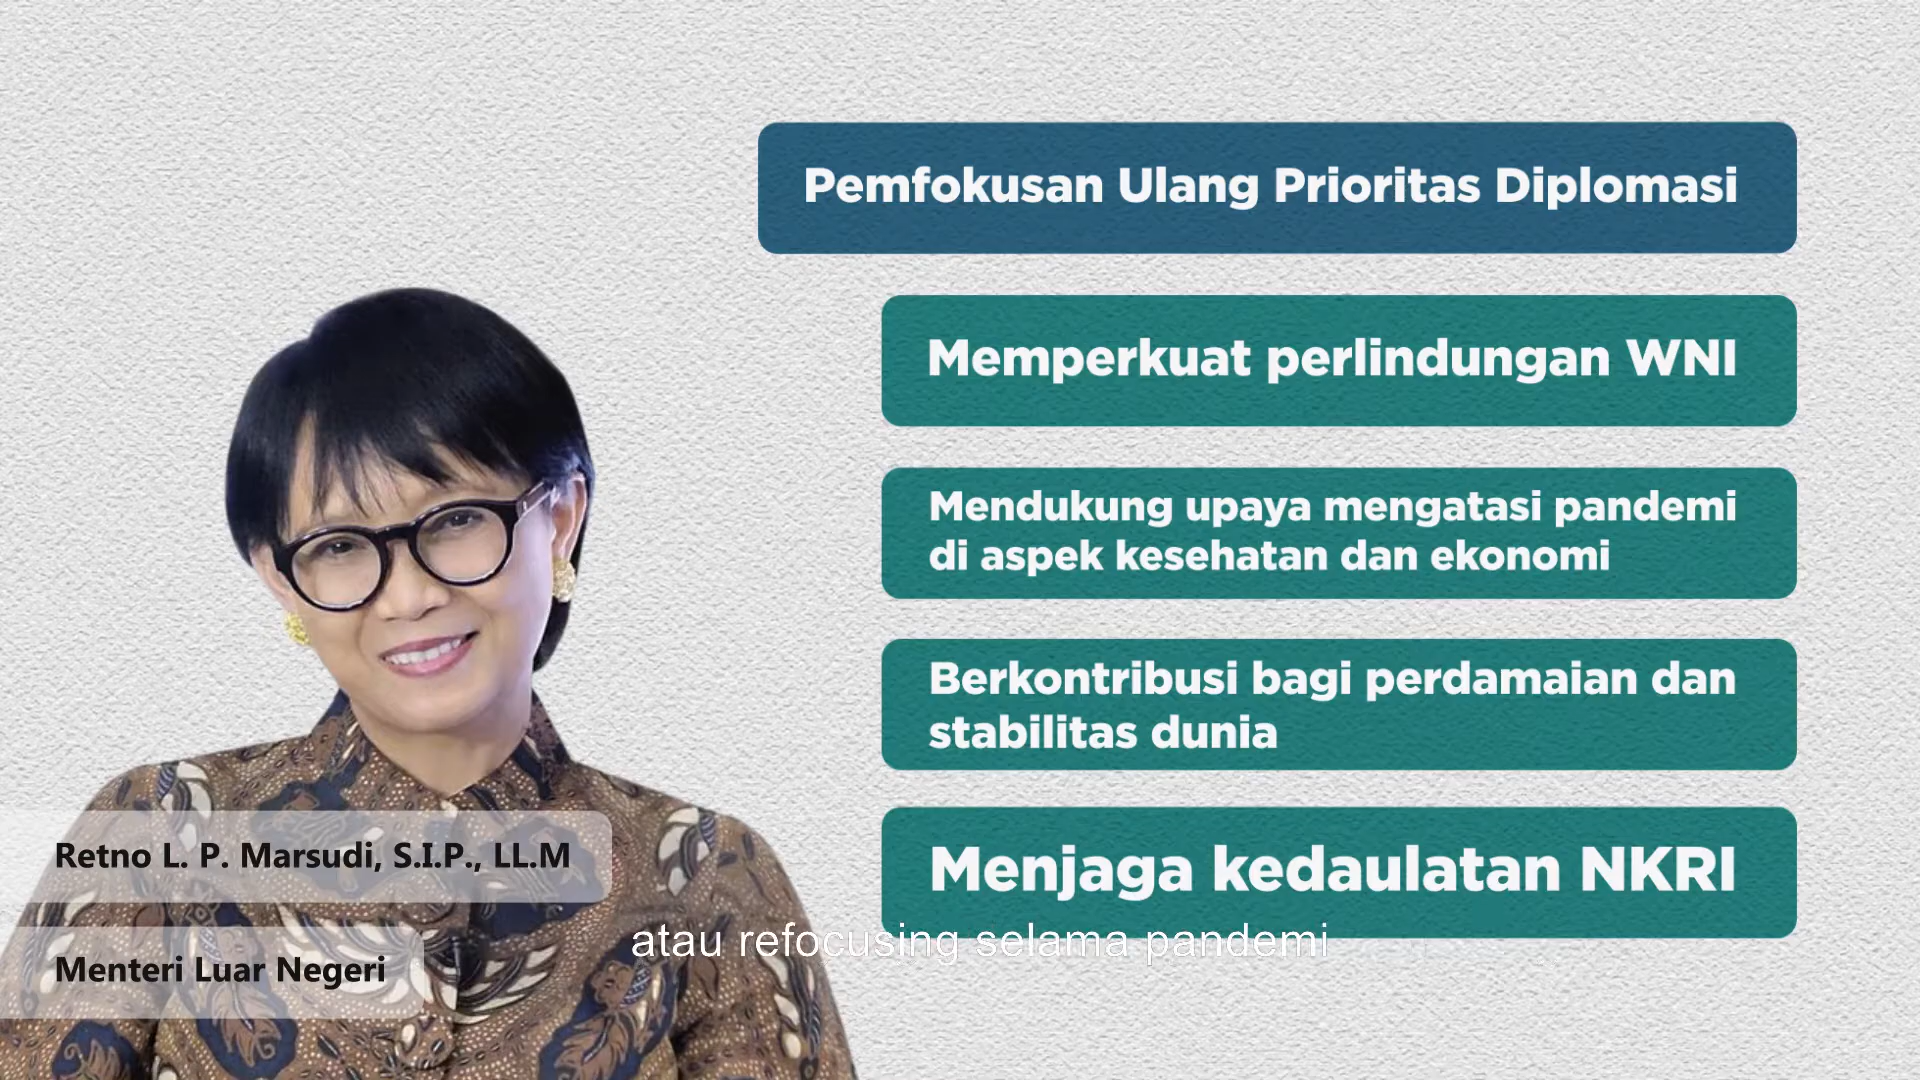 Pemfokusan Ulang Prioritas Diplomasi
Memperkuat perlindungan WNI
Mendukung upaya mengatasi pandemi
di aspek kesehatan dan ekonomi
Berkontribusi bagi perdamaian dan
stabilitas dunia
Menjaga kedaulatan NKRI
Retno L. P. Marsudi, S.I.P., LL.M
Menteri Luar Negeri
atau refocusing selama pandemi